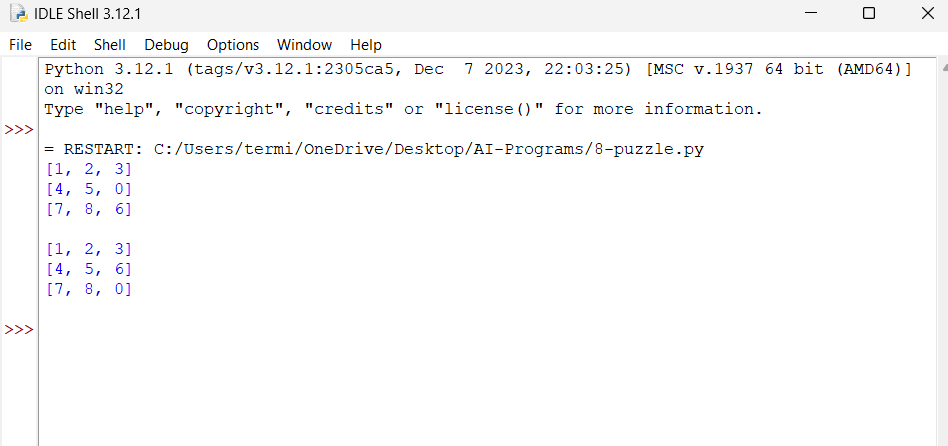 IDLE Shell 3.12.1
File Edit Shell Debug Options Window Help
Python 3.12.1 (tags/v3.12.1:2305ca5, Dec  7 2023, 22:03:25) [MSC v.1937 64 bit (AMD64)]
on win32
Type "help", "copyright", "credits" or "license()" for more information.
>>>
= RESTART: C:/Users/termi/OneDrive/Desktop/AI-Programs/8-puzzle.py
[1, 2, 3]
[4, 5, 0]
[7, 8, 6]
[1, 2, 3]
[4, 5, 6]
[7, 8, 0]
>>>